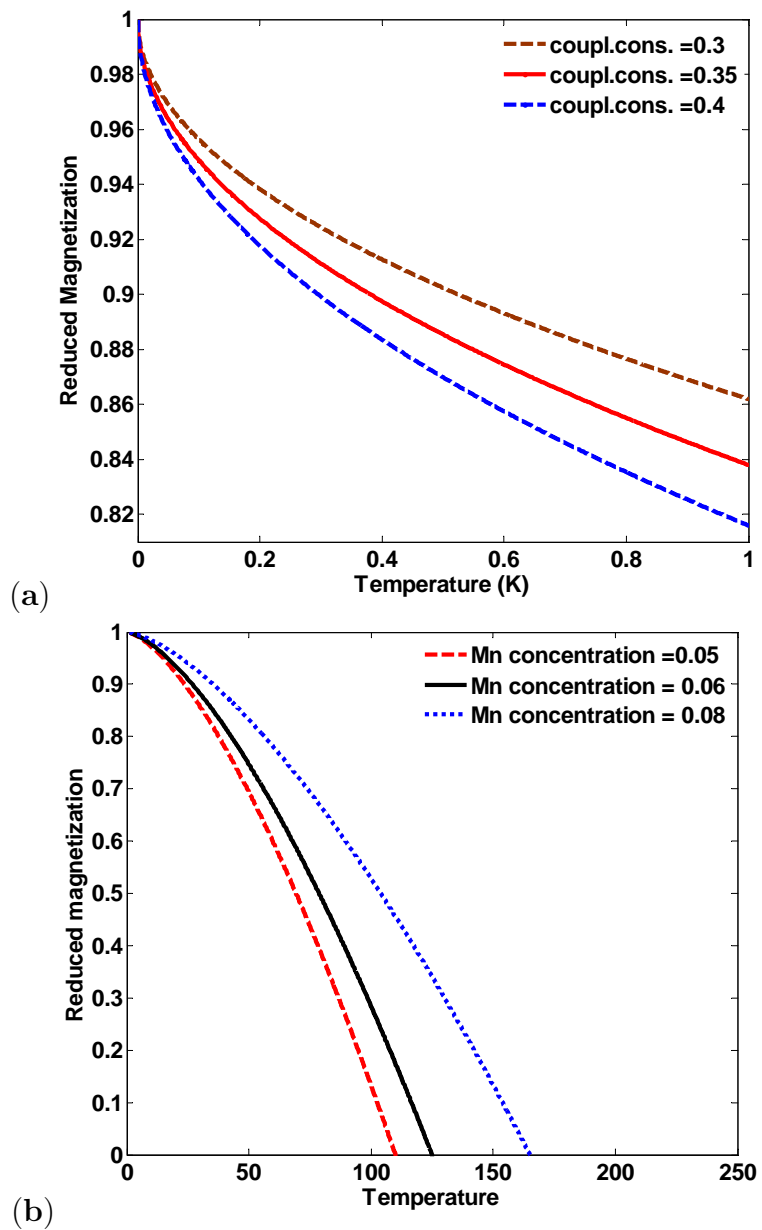 1
0.98
0.96
0.94
0.92
0.9
0.88
0.86
0.84
0.82
Reduced Magnetization
coupl.cons. =0.3
coupl.cons. =0.35
coupl.cons. =0.4
0 0.2 0.4 0.6 0.8 1
Temperature (K)
(a)
1
0.9
0.8
0.7
0.6
0.5
0.4
0.3
0.2
0.1
0
Reduced magnetization
Mn concentration =0.05
Mn concentration = 0.06
Mn concentration = 0.08
0 50 100 150 200 250
Temperature
(b)